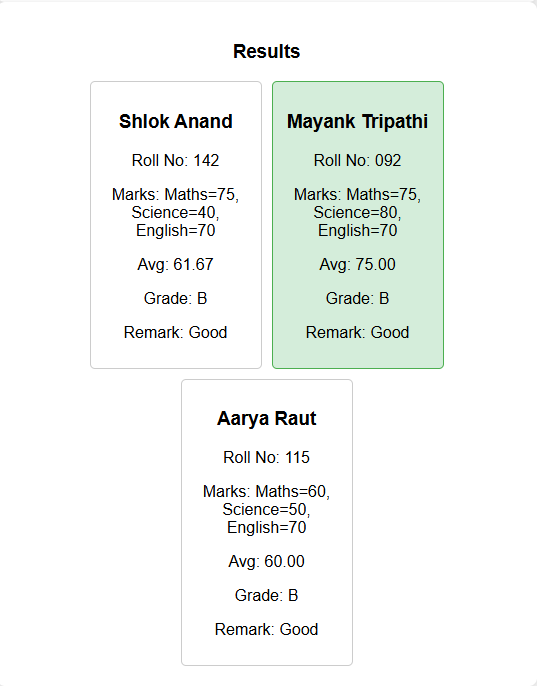 Results
Shlok Anand
Roll No: 142
Marks: Maths=75,
Science=40,
English=70
Avg: 61.67
Grade: B
Remark: Good
Mayank Tripathi
Roll No: 092
Marks: Maths=75,
Science=80,
English=70
Avg: 75.00
Grade: B
Remark: Good
Aarya Raut
Roll No: 115
Marks: Maths=60,
Science=50,
English=70
Avg: 60.00
Grade: B
Remark: Good